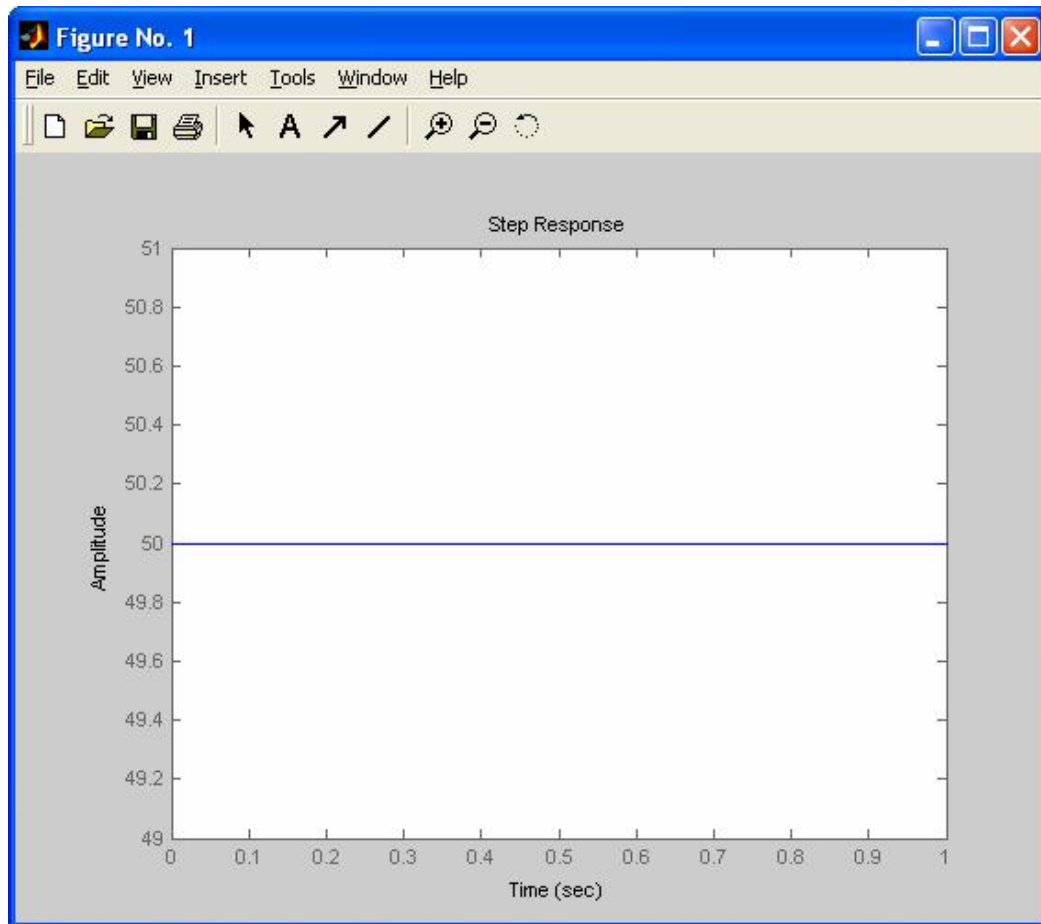 Figure No. 1
File Edit View Insert Tools Window Help
A
Step Response
51
50.8
50.6
50.4
50.2
50
49.8
49.6
49.4
49.2
49
Amplitude
0 0.1 0.2 0.3 0.4 0.5 0.6 0.7 0.8 0.9 1
Time (sec)